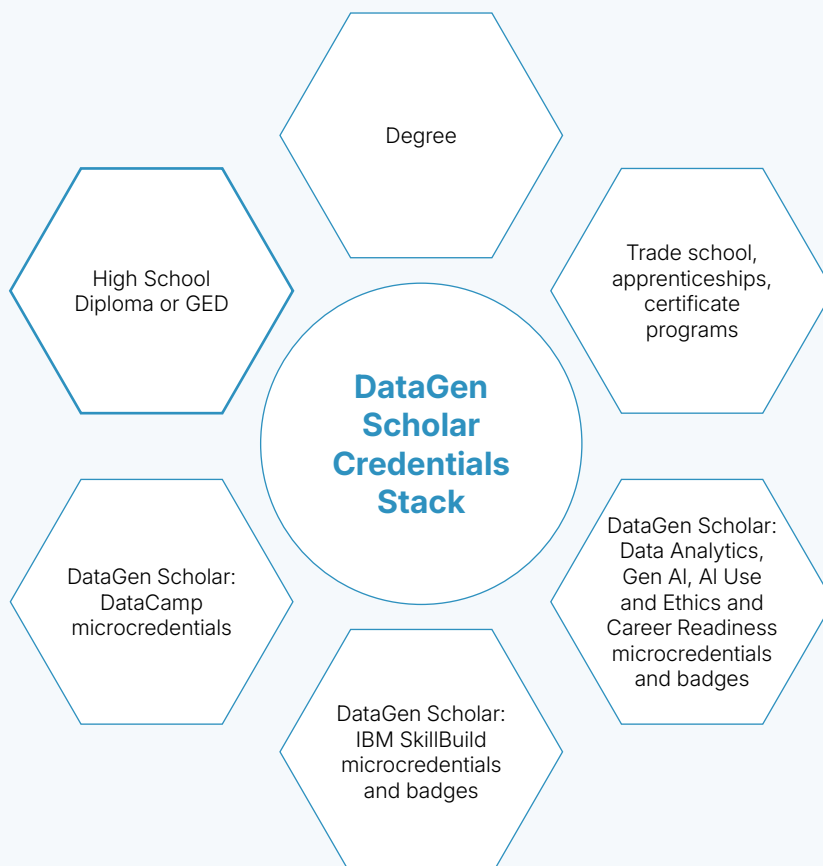 Degree
High School
Diploma or GED
Trade school,
apprenticeships,
certificate
programs
DataGen
Scholar
Credentials
Stack
DataGen Scholar:
DataCamp
microcredentials
DataGen Scholar:
Data Analytics,
Gen AI, AI Use
and Ethics and
Career Readiness
microcredentials
and badges
DataGen Scholar:
IBM SkillBuild
microcredentials
and badges